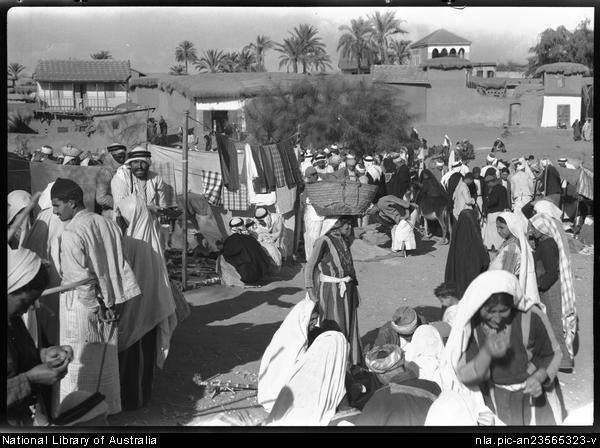 National Library of Australia
nla.pic-an23565323-v